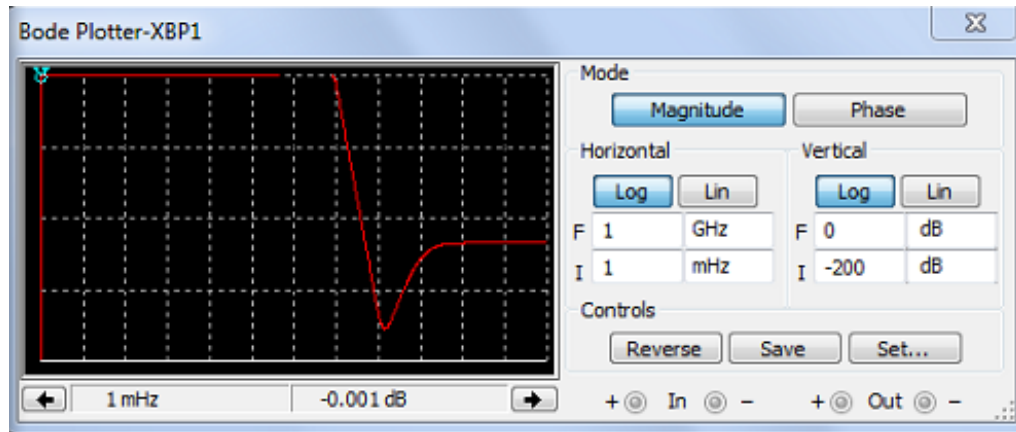 Bode Plotter-XBP1
Mode
Magnitude Phase
Horizontal Vertical
Log Lin Log Lin
F 1 GHz F 0 dB
I 1 mHz I -200 dB
Controls
Reverse Save Set...
1 mHz -0.001 dB + In - + Out -